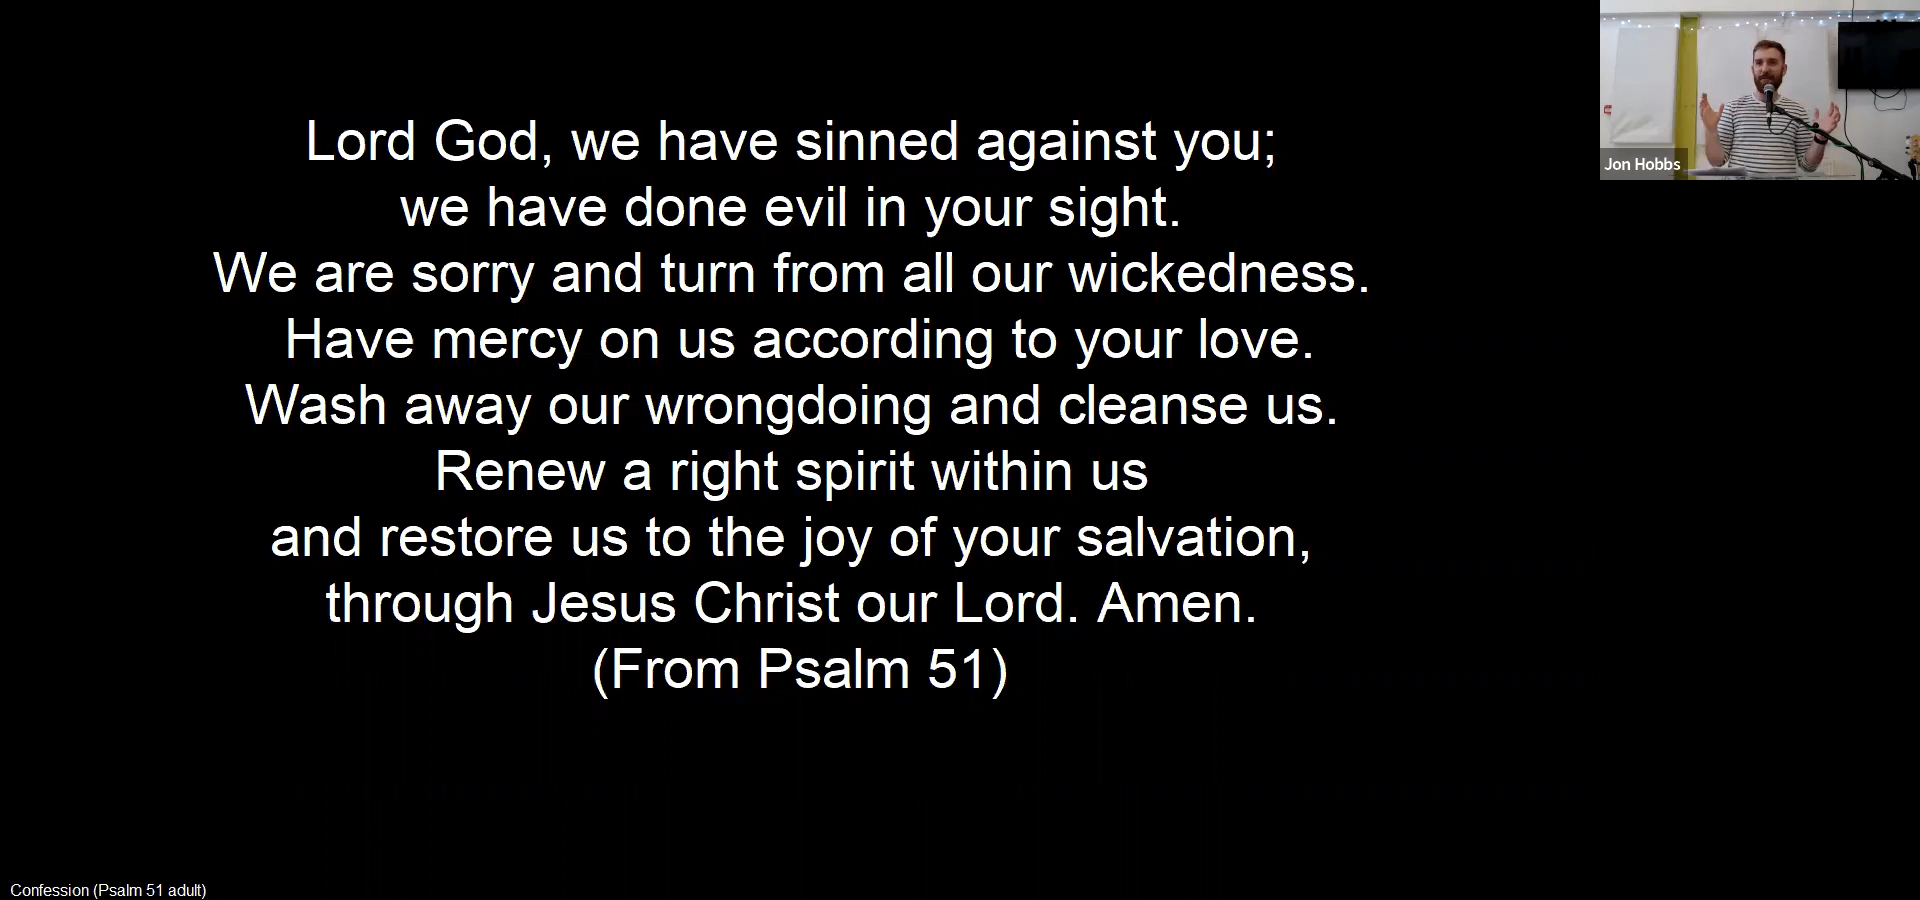 Lord God, we have sinned against you;
we have done evil in your sight.
We are sorry and turn from all our wickedness.
Have mercy on us according to your love.
Wash away our wrongdoing and cleanse us.
Renew a right spirit within us
and restore us to the joy of your salvation,
through Jesus Christ our Lord. Amen.
(From Psalm 51)
Jon Hobbs
Confession (Psalm 51 adult)